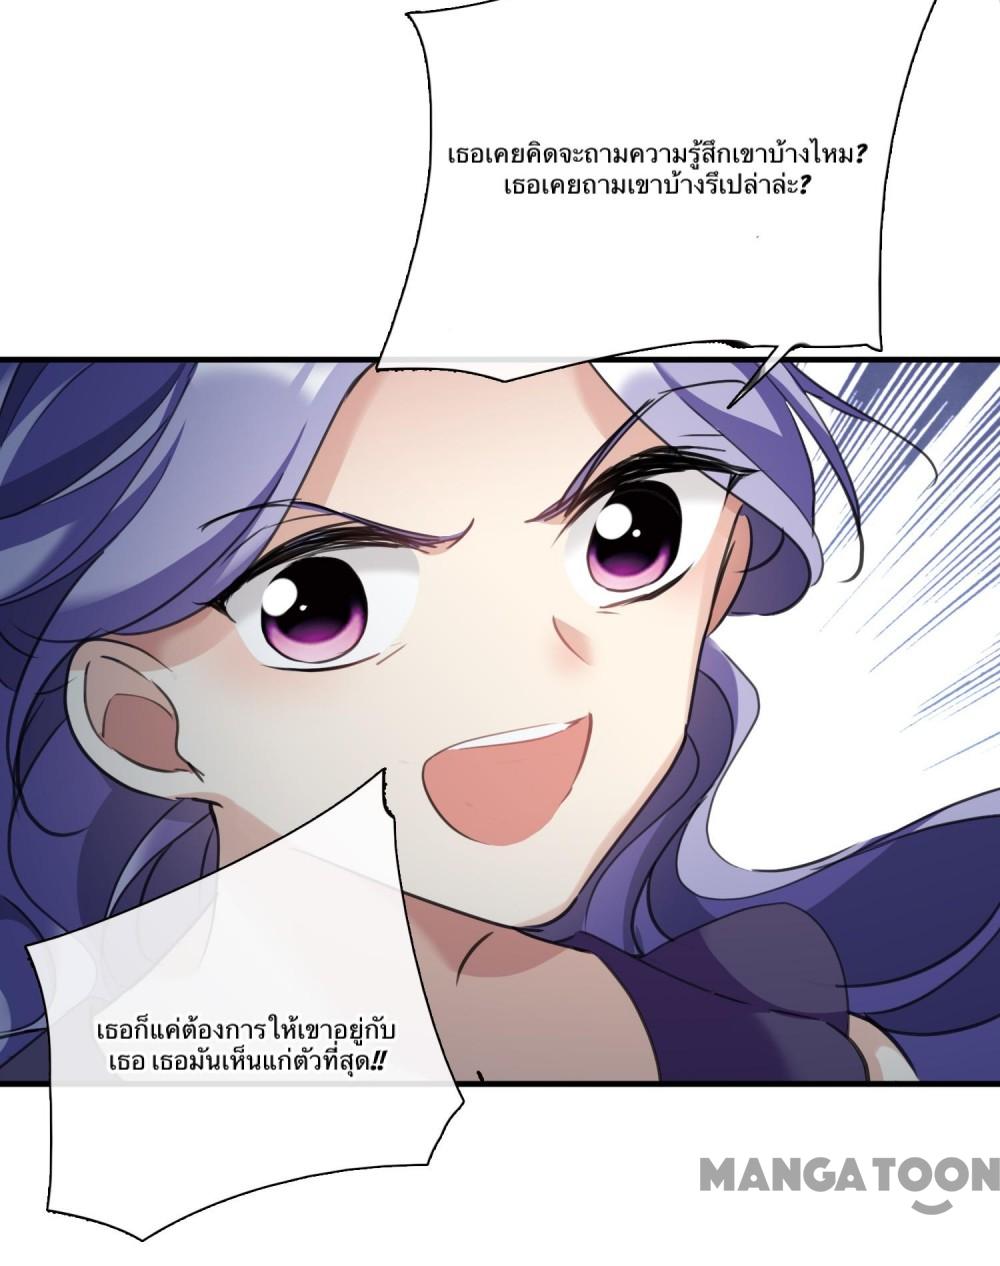 เธอเคยคิดจะถามความรู้สึกเขาบ้างไหม?
เธอเคยถามเขาบ้างรึเปล่าล่ะ?
เธอก็แค่ต้องการให้เขาอยู่กับ
เธอ เธอมันเห็นแก่ตัวที่สุด!!
MANGATOON